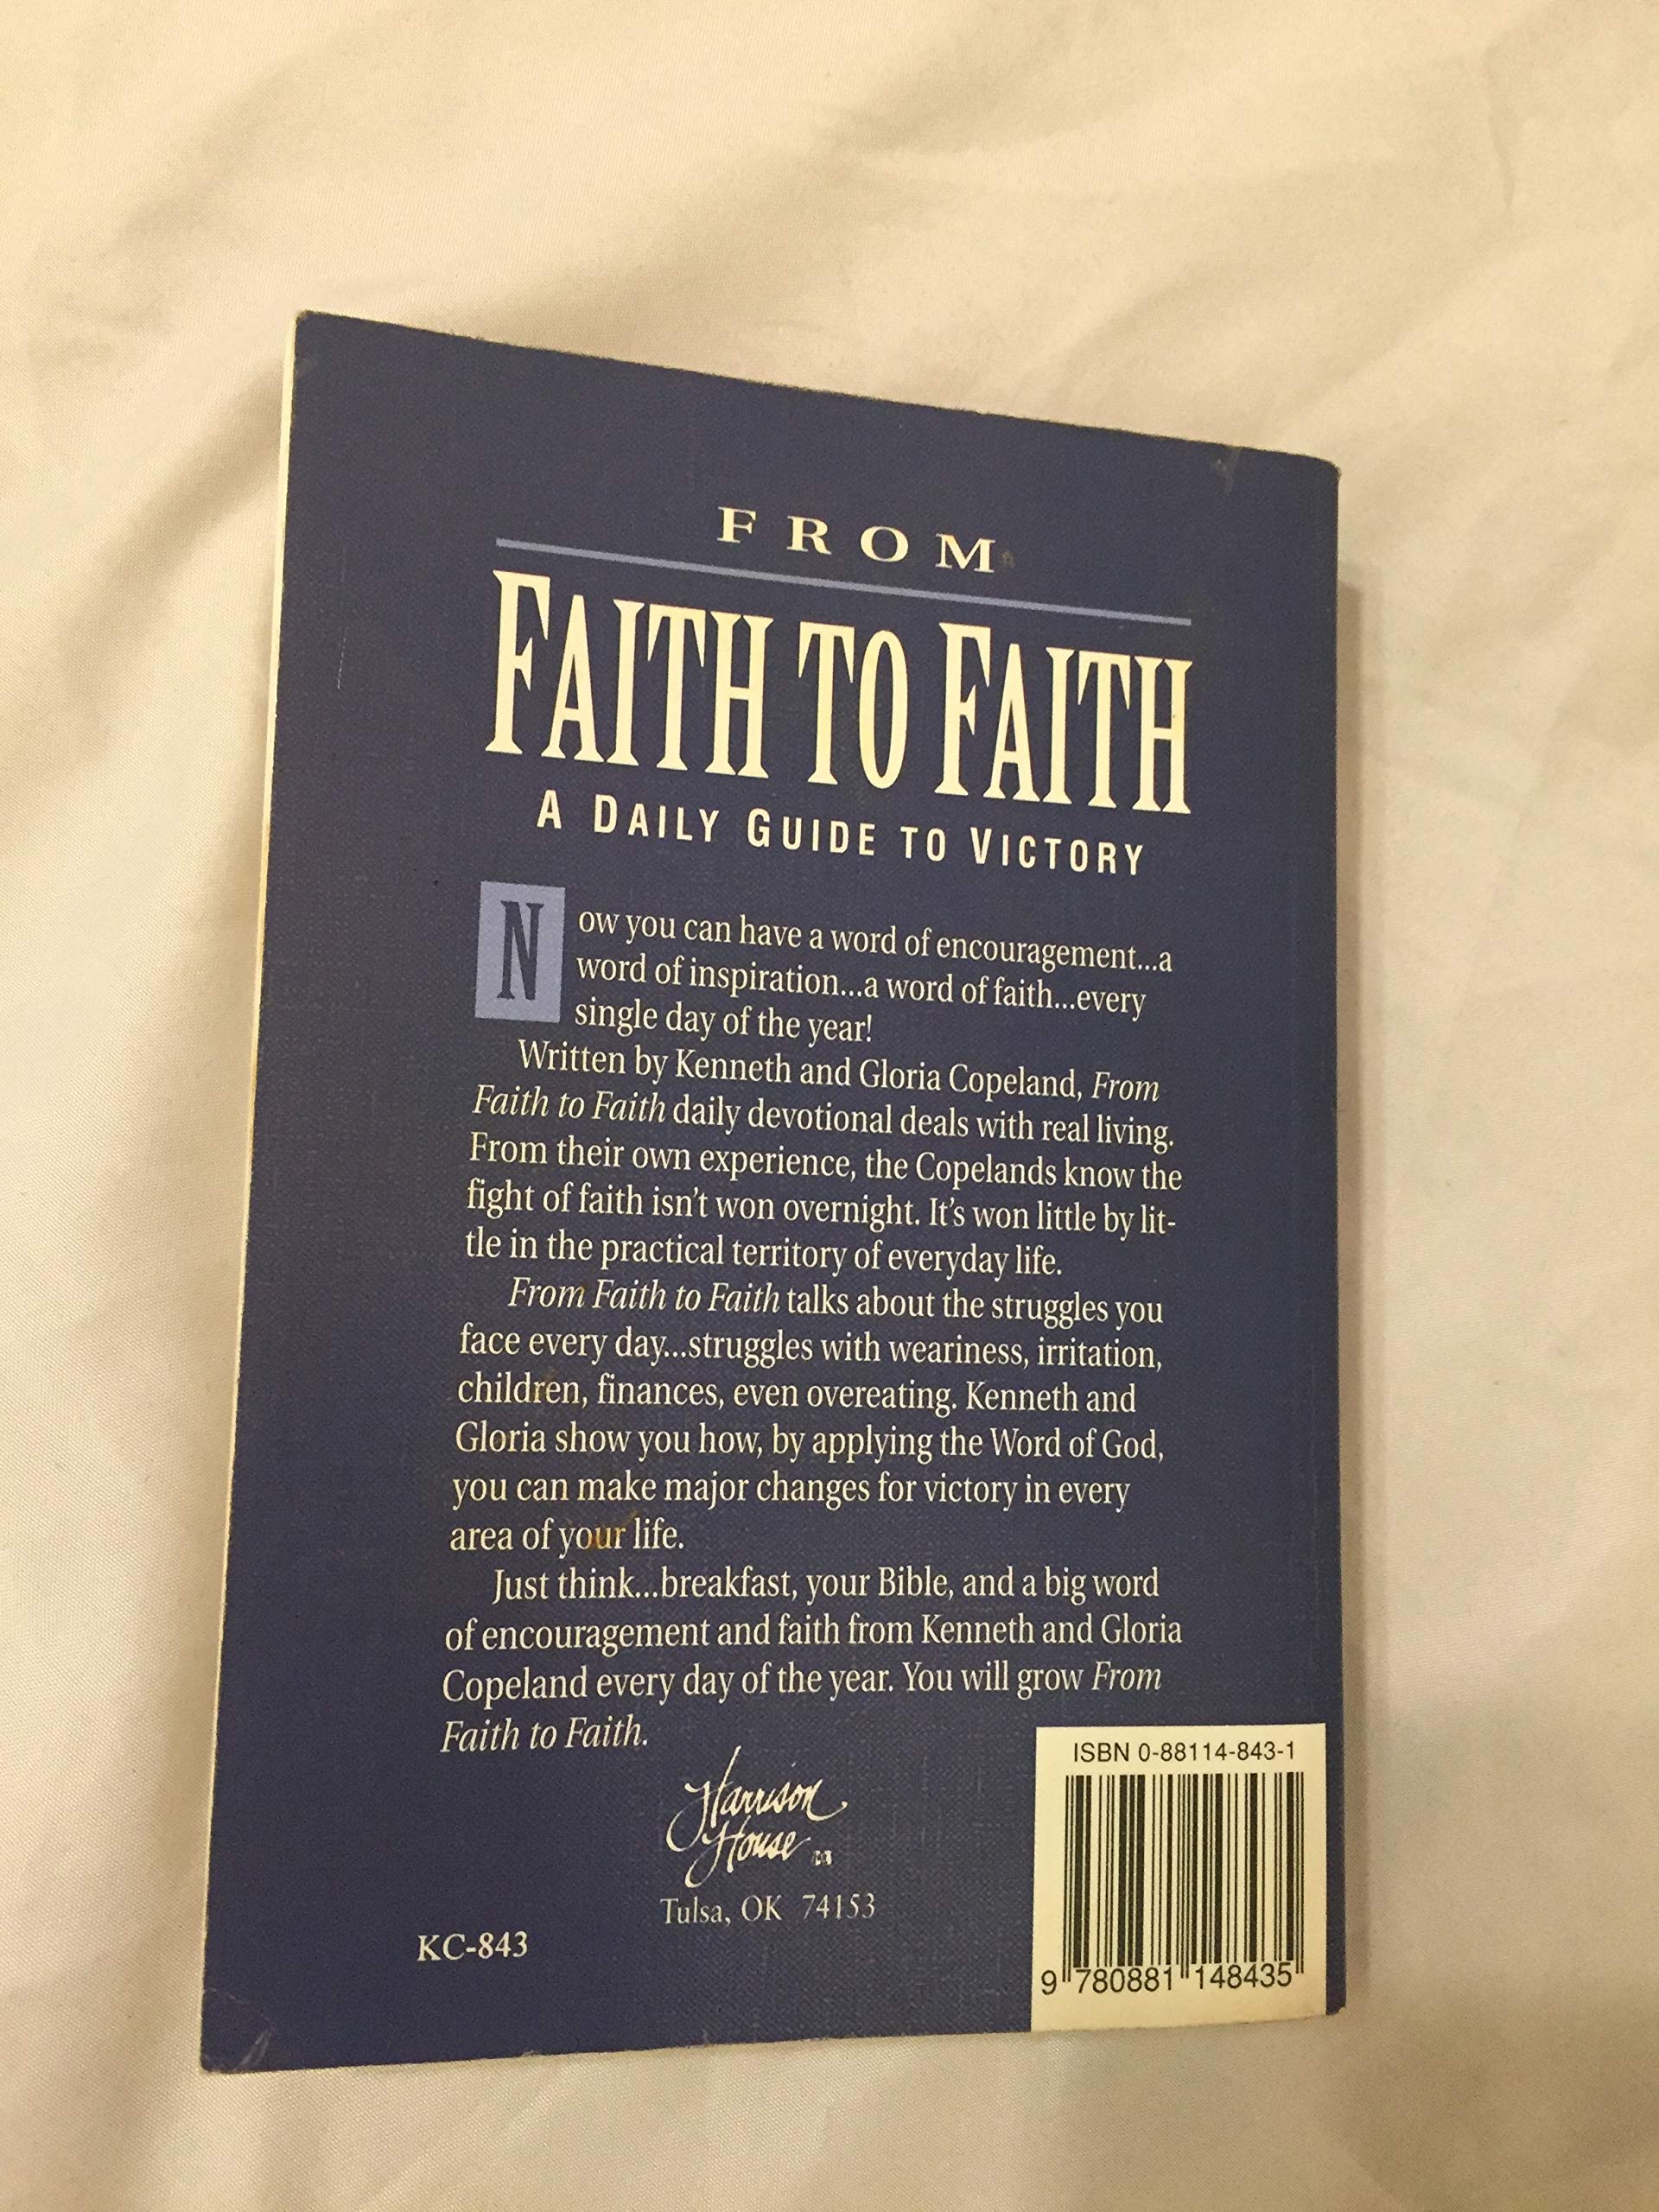 FROM
FAITH TO FAITH
A DAILY GUIDE TO VICTORY
Now you can have a word of encouragement...a
word of inspiration...a word of faith...every
single day of the year!
Written by Kenneth and Gloria Copeland, From
Faith to Faith daily devotional deals with real living.
From their own experience, the Copelands know the
fight of faith isn't won overnight. It's won little by lit-
tle in the practical territory of everyday life.
From Faith to Faith talks about the struggles you
face every day...struggles with weariness, irritation,
children, finances, even overeating. Kenneth and
Gloria show you how, by applying the Word of God,
you can make major changes for victory in every
area of your life.
Just think...breakfast, your Bible, and a big word
of encouragement and faith from Kenneth and Gloria
Copeland every day of the year. You will grow From
Faith to Faith.
Harrison
House
Tulsa, OK 74153
KC-843
ISBN 0-88114-843-1
9 780881 148435